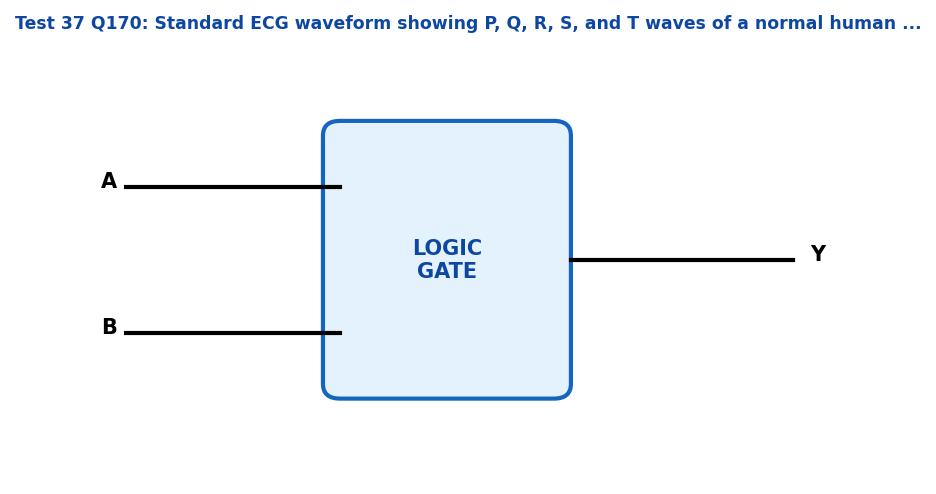 Test 37 Q170: Standard ECG waveform showing P, Q, R, S, and T waves of a normal human ...
A
LOGIC
GATE
Y
B